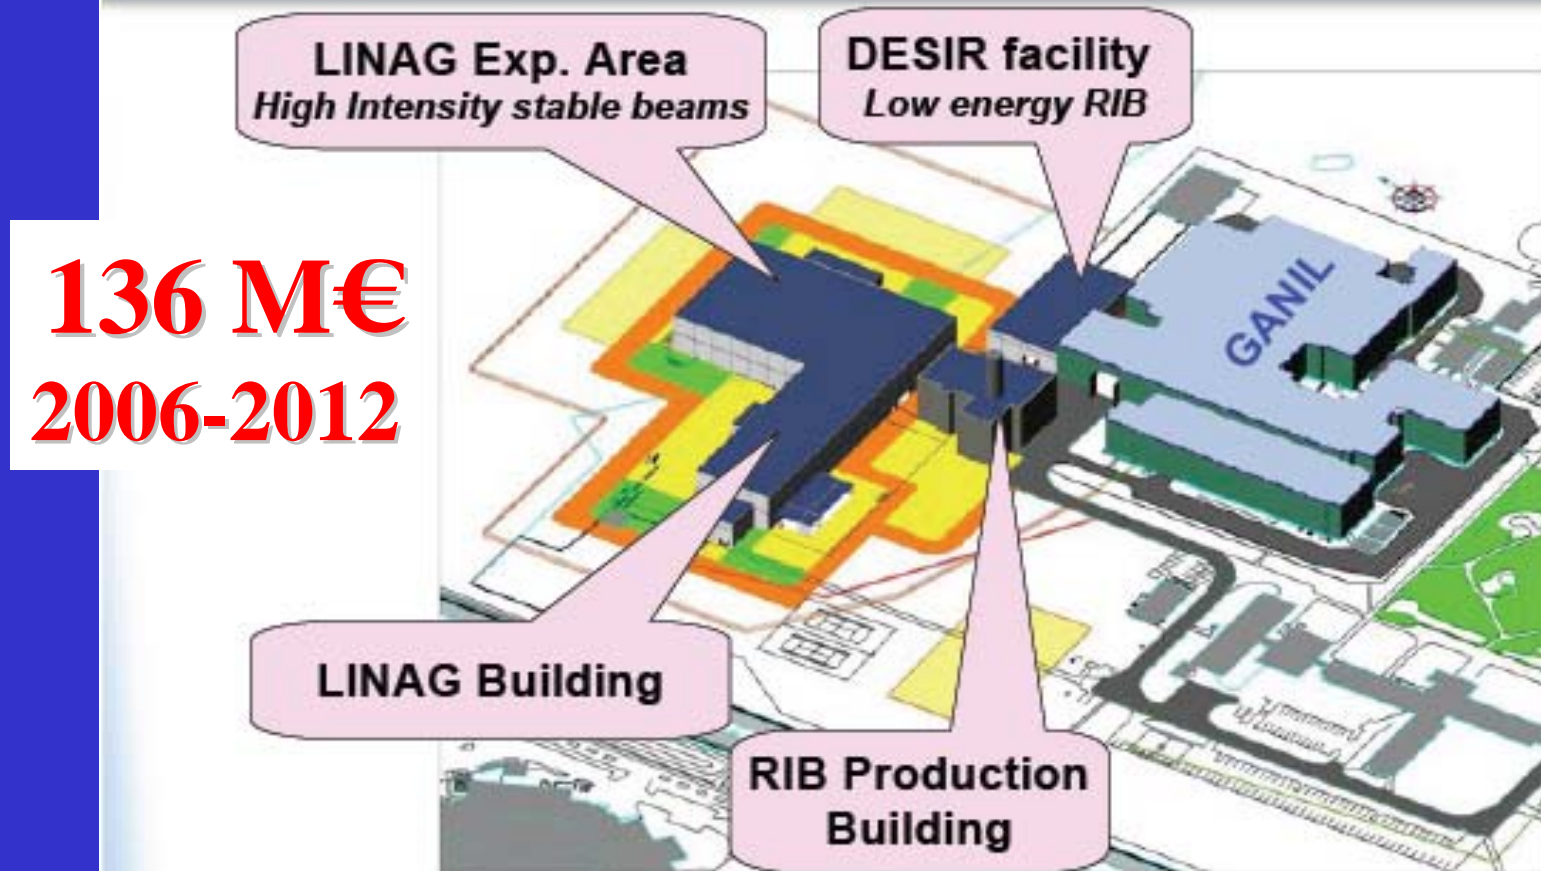 LINAG Exp. Area
High Intensity stable beams
DESIR facility
Low energy RIB
136 M€
2006-2012
GANIL
LINAG Building
RIB Production
Building